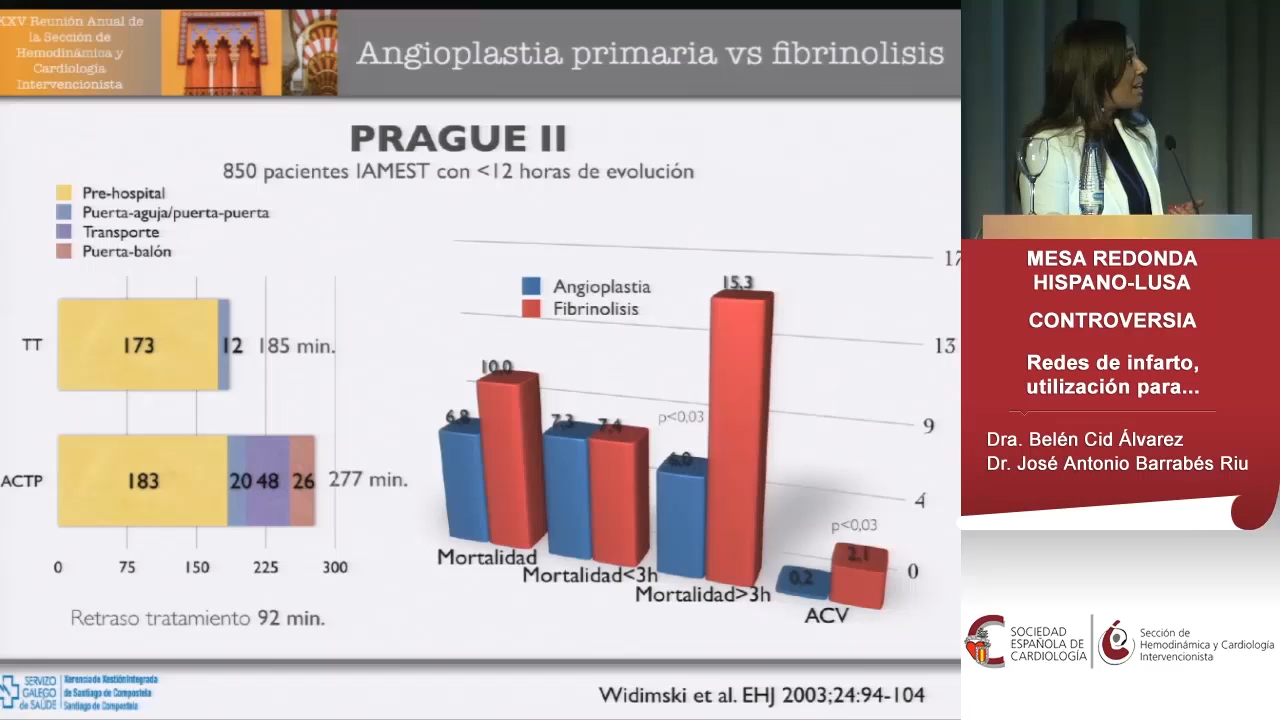 XXV Reunión Anual de
la Sección de
Hemodinámica y
Cardiología
Intervencionista
Angioplastia primaria vs fibrinolisis
PRAGUE II
850 pacientes IAMEST con <12 horas de evolución
Pre-hospital
Puerta-aguja/puerta-puerta
Transporte
Puerta-balón
TT
173
12
185 min.
ACTP
183
20
48
26
277 min.
0
75
150
225
300
Retraso tratamiento 92 min.
Angioplastia
Fibrinolisis
17
13
9
4
0
6.8
10.0
7.3
7.4
p<0,03
6.0
15.3
p<0,03
0.2
2.1
Mortalidad
Mortalidad<3h
Mortalidad>3h
ACV
SERVIZO
GALEGO
de SAÚDE
Xerencia de Xestión Integrada
de Santiago de Compostela
Santiago de Compostela
Widimski et al. EHJ 2003;24:94-104
MESA REDONDA
HISPANO-LUSA
CONTROVERSIA
Redes de infarto,
utilización para...
Dra. Belén Cid Álvarez
Dr. José Antonio Barrabés Riu
SOCIEDAD
ESPAÑOLA DE
CARDIOLOGÍA
Sección de
Hemodinámica y Cardiología
Intervencionista